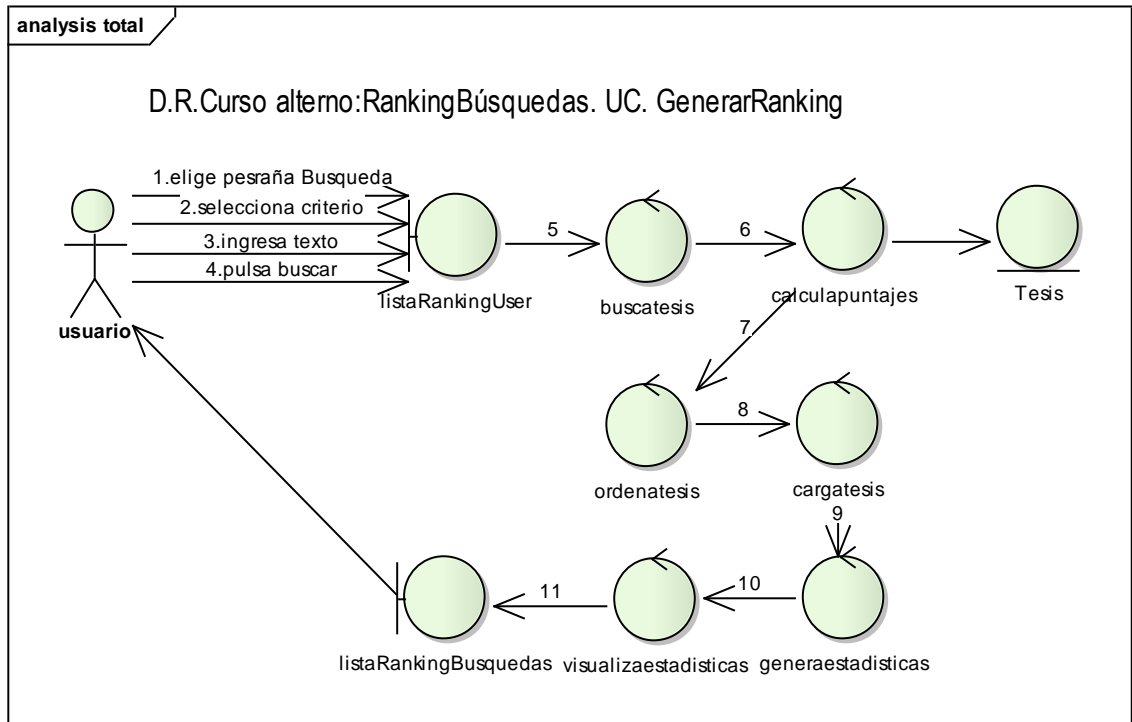 analysis total
D.R.Curso alterno:RankingBúsquedas. UC. GenerarRanking
1.elige pesraña Busqueda
2.selecciona criterio
3.ingresa texto
4.pulsa buscar
usuario
listaRankingUser
5
buscatesis
6
calculapuntajes
Tesis
7
ordenatesis
8
cargatesis
9
listaRankingBusquedas
11
visualizaestadisticas
10
generaestadisticas